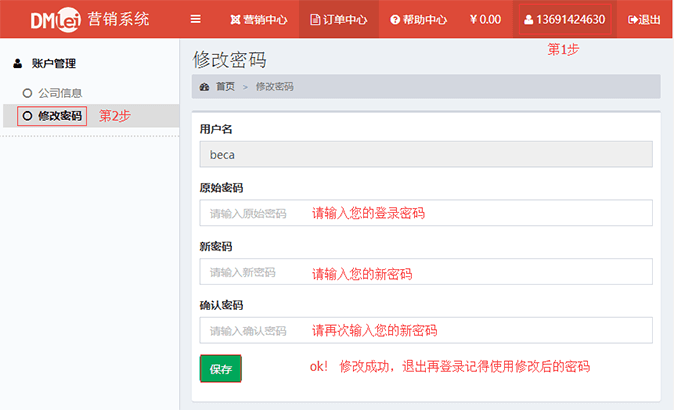 DMLei 营销系统
营销中心 订单中心 帮助中心 ¥ 0.00 13691424630 退出
第1步
账户管理
公司信息
修改密码 第2步
修改密码
首页 > 修改密码
用户名
beca
原始密码
请输入原始密码 请输入您的登录密码
新密码
请输入新密码 请输入您的新密码
确认密码
请输入确认密码 请再次输入您的新密码
保存 ok! 修改成功，退出再登录记得使用修改后的密码